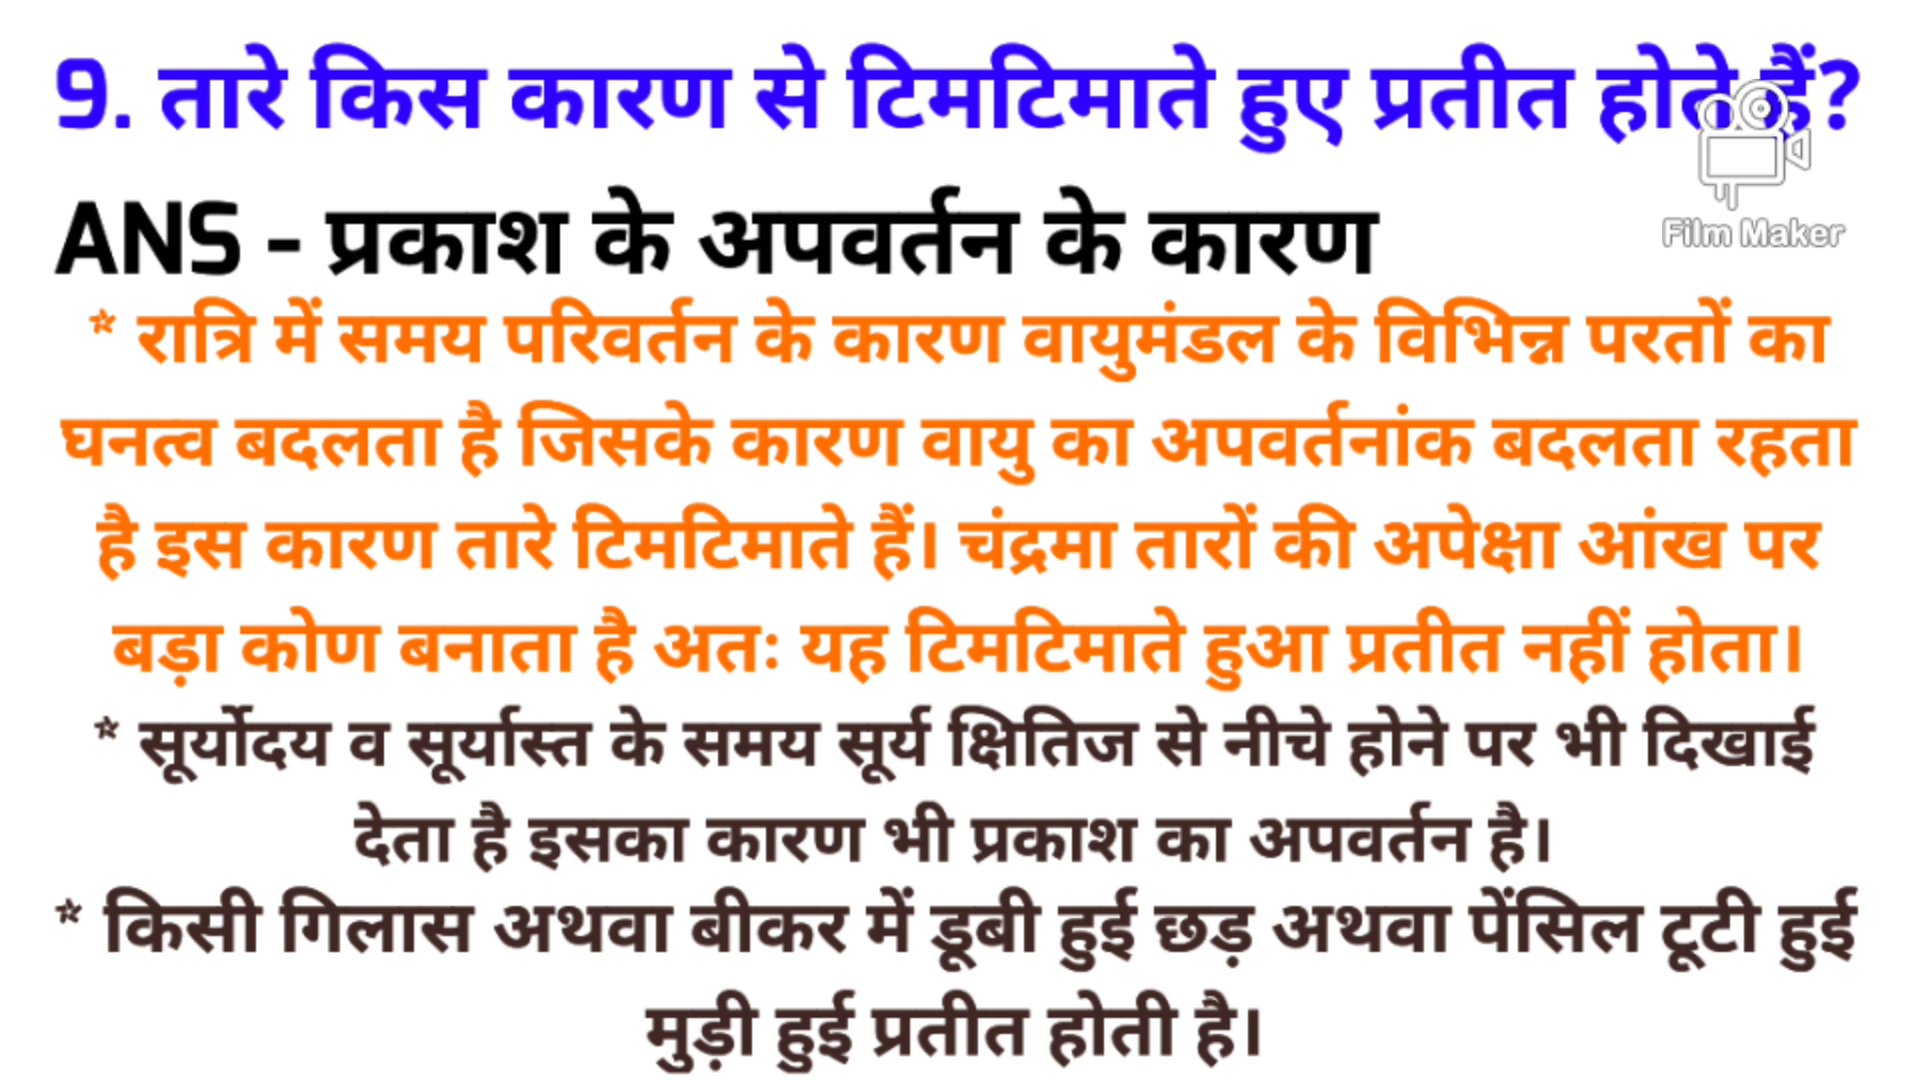 9. तारे किस कारण से टिमटिमाते हुए प्रतीत होते हैं?
ANS - प्रकाश के अपवर्तन के कारण
Film Maker
* रात्रि में समय परिवर्तन के कारण वायुमंडल के विभिन्न परतों का
घनत्व बदलता है जिसके कारण वायु का अपवर्तनांक बदलता रहता
है इस कारण तारे टिमटिमाते हैं। चंद्रमा तारों की अपेक्षा आंख पर
बड़ा कोण बनाता है अतः यह टिमटिमाते हुआ प्रतीत नहीं होता।
* सूर्योदय व सूर्यास्त के समय सूर्य क्षितिज से नीचे होने पर भी दिखाई
देता है इसका कारण भी प्रकाश का अपवर्तन है।
* किसी गिलास अथवा बीकर में डूबी हुई छड़ अथवा पेंसिल टूटी हुई
मुड़ी हुई प्रतीत होती है।